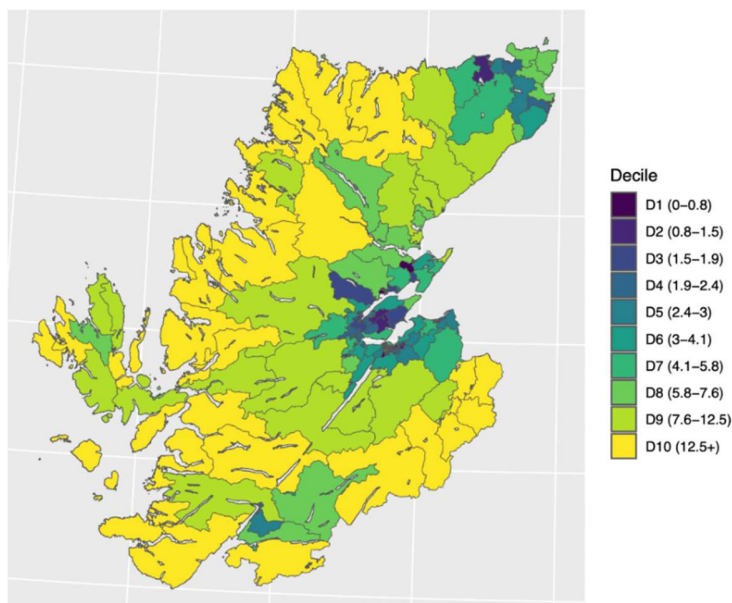 Decile
D1 (0–0.8)
D2 (0.8–1.5)
D3 (1.5–1.9)
D4 (1.9–2.4)
D5 (2.4–3)
D6 (3–4.1)
D7 (4.1–5.8)
D8 (5.8–7.6)
D9 (7.6–12.5)
D10 (12.5+)